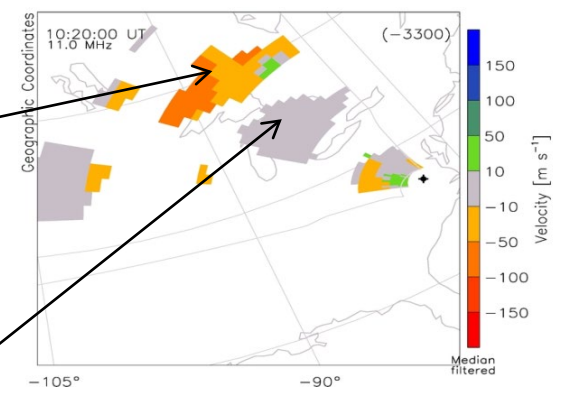 10:20:00 UT
(−3300)
11.0 MHz
Geographic Coordinates
150
100
50
10
−10
−50
−100
−150
Velocity [m s⁻¹]
Median
filtered
−105°
−90°